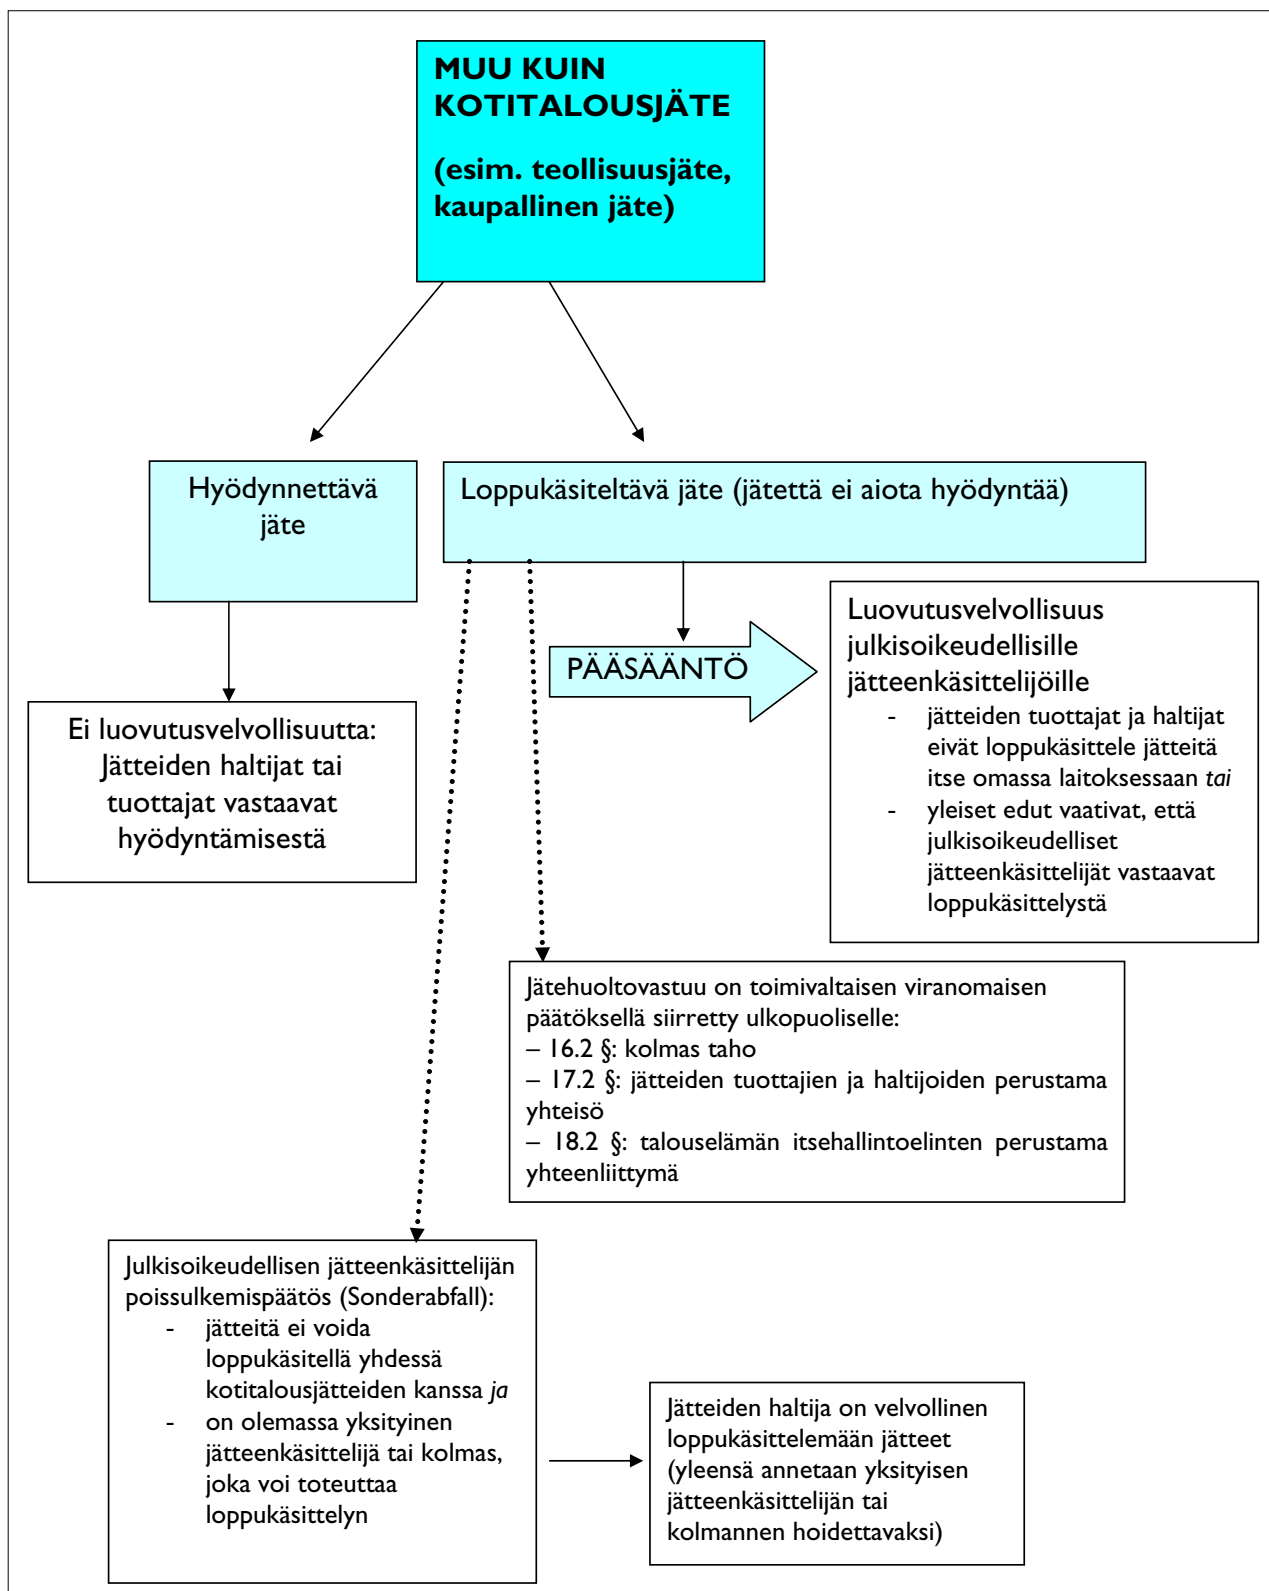 MUU KUIN
KOTITALOUSJÄTE
(esim. teollisuusjäte,
kaupallinen jäte)
Hyödynnettävä
jäte
Loppukäsiteltävä jäte (jätettä ei aiota hyödyntää)
PÄÄSÄÄNTÖ
Luovutusvelvollisuus
julkisoikeudellisille
jätteenkäsittelijöille
- jätteiden tuottajat ja haltijat
eivät loppukäsittele jätteitä
itse omassa laitoksessaan tai
- yleiset edut vaativat, että
julkisoikeudelliset
jätteenkäsittelijät vastaavat
loppukäsittelystä
Ei luovutusvelvollisuutta:
Jätteiden haltijat tai
tuottajat vastaavat
hyödyntämisestä
Jätehuoltovastuu on toimivaltaisen viranomaisen
päätöksellä siirretty ulkopuoliselle:
– 16.2 §: kolmas taho
– 17.2 §: jätteiden tuottajien ja haltijoiden perustama
yhteisö
– 18.2 §: talouselämän itsehallintoelinten perustama
yhteenliittymä
Julkisoikeudellisen jätteenkäsittelijän
poissulkemispäätös (Sonderabfall):
- jätteitä ei voida
loppukäsitellä yhdessä
kotitalousjätteiden kanssa ja
- on olemassa yksityinen
jätteenkäsittelijä tai kolmas,
joka voi toteuttaa
loppukäsittelyn
Jätteiden haltija on velvollinen
loppukäsittelemään jätteet
(yleensä annetaan yksityisen
jätteenkäsittelijän tai
kolmannen hoidettavaksi)